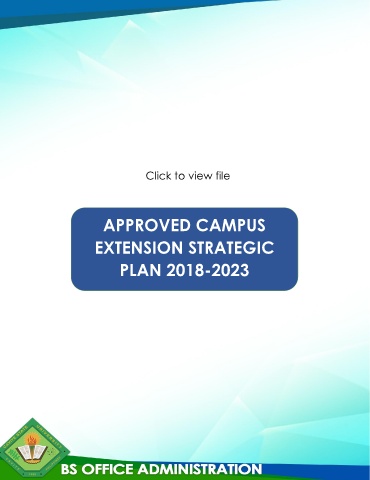 Click to view file
APPROVED CAMPUS
EXTENSION STRATEGIC
PLAN 2018-2023
BS OFFICE ADMINISTRATION